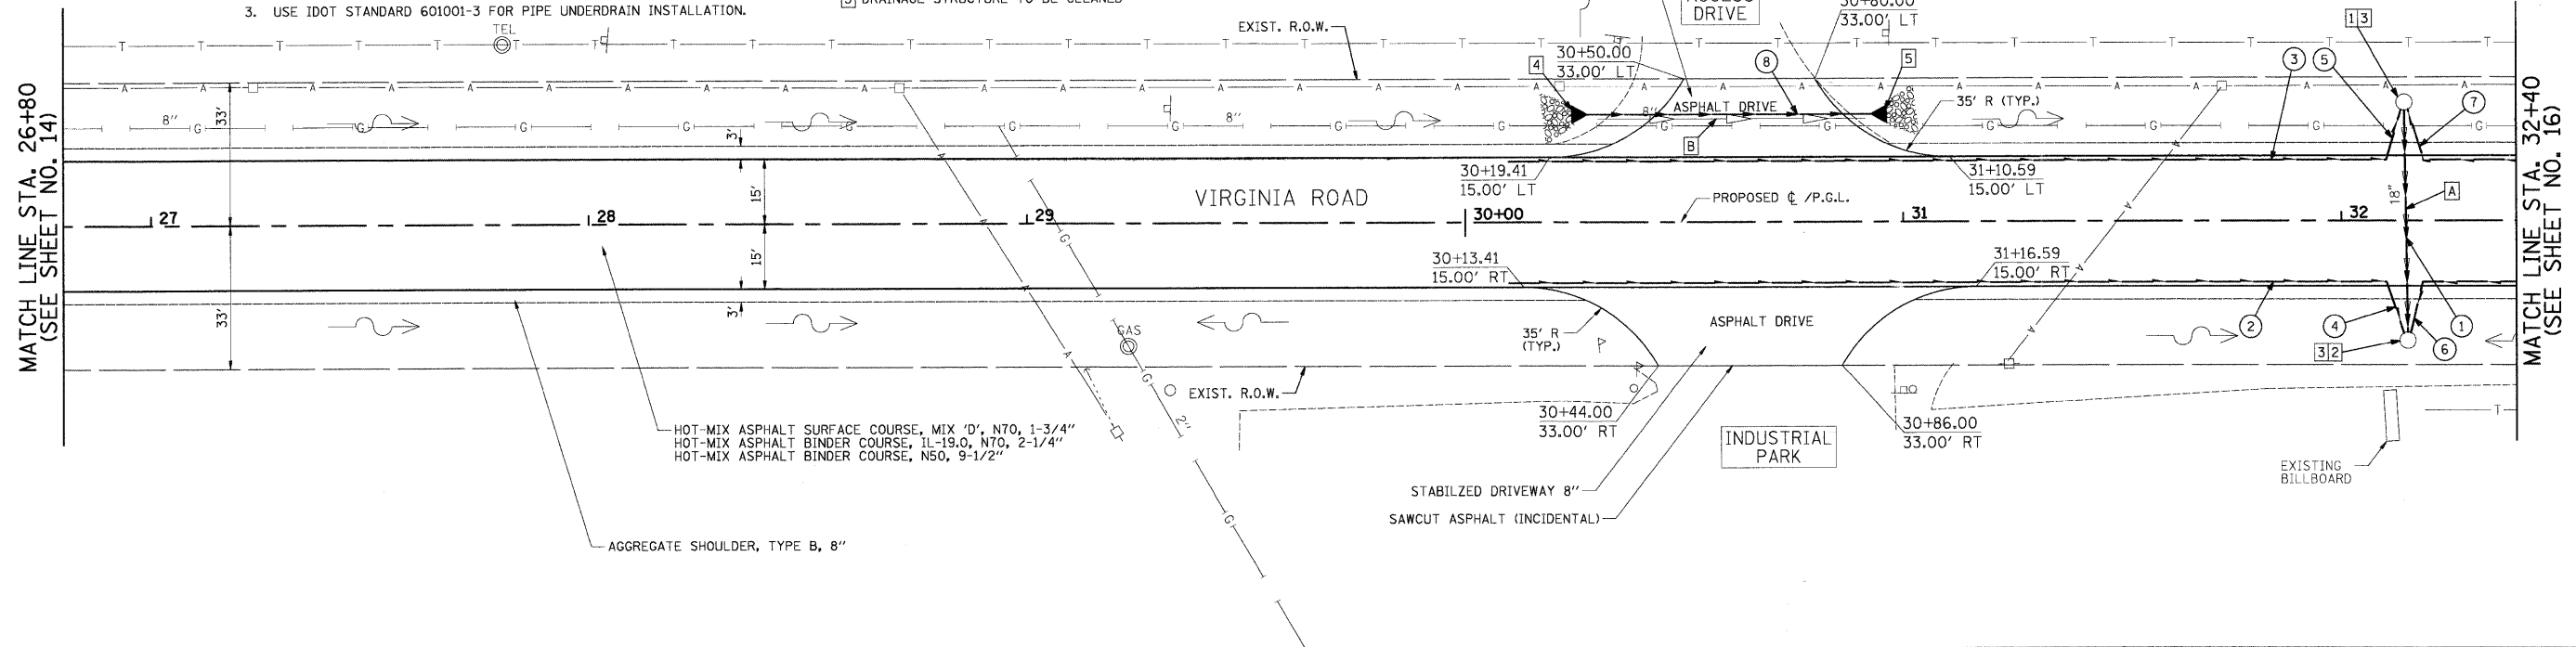 3. USE IDOT STANDARD 601001-3 FOR PIPE UNDERDRAIN INSTALLATION.
3 DRAINAGE STRUCTURE TO BE CLEANED
ACCESS
DRIVE
30+80.00
33.00' LT
1 3
TEL
EXIST. R.O.W.
30+50.00
33.00' LT
4
8
5
3
5
7
8"
33'
3'
8"
8"
ASPHALT DRIVE
35' R (TYP.)
B
MATCH LINE STA. 26+80
(SEE SHEET NO. 14)
15'
VIRGINIA ROAD
30+19.41
15.00' LT
31+10.59
15.00' LT
18"
A
PROPOSED ℄ /P.G.L.
27
28
29
30+00
31
32
15'
33'
3'
30+13.41
15.00' RT
31+16.59
15.00' RT
MATCH LINE STA. 32+40
(SEE SHEET NO. 16)
GAS
35' R
(TYP.)
ASPHALT DRIVE
2
4
1
6
3 2
EXIST. R.O.W.
2"
30+44.00
33.00' RT
30+86.00
33.00' RT
HOT-MIX ASPHALT SURFACE COURSE, MIX 'D', N70, 1-3/4"
HOT-MIX ASPHALT BINDER COURSE, IL-19.0, N70, 2-1/4"
HOT-MIX ASPHALT BINDER COURSE, N50, 9-1/2"
INDUSTRIAL
PARK
EXISTING
BILLBOARD
STABILZED DRIVEWAY 8"
SAWCUT ASPHALT (INCIDENTAL)
AGGREGATE SHOULDER, TYPE B, 8"